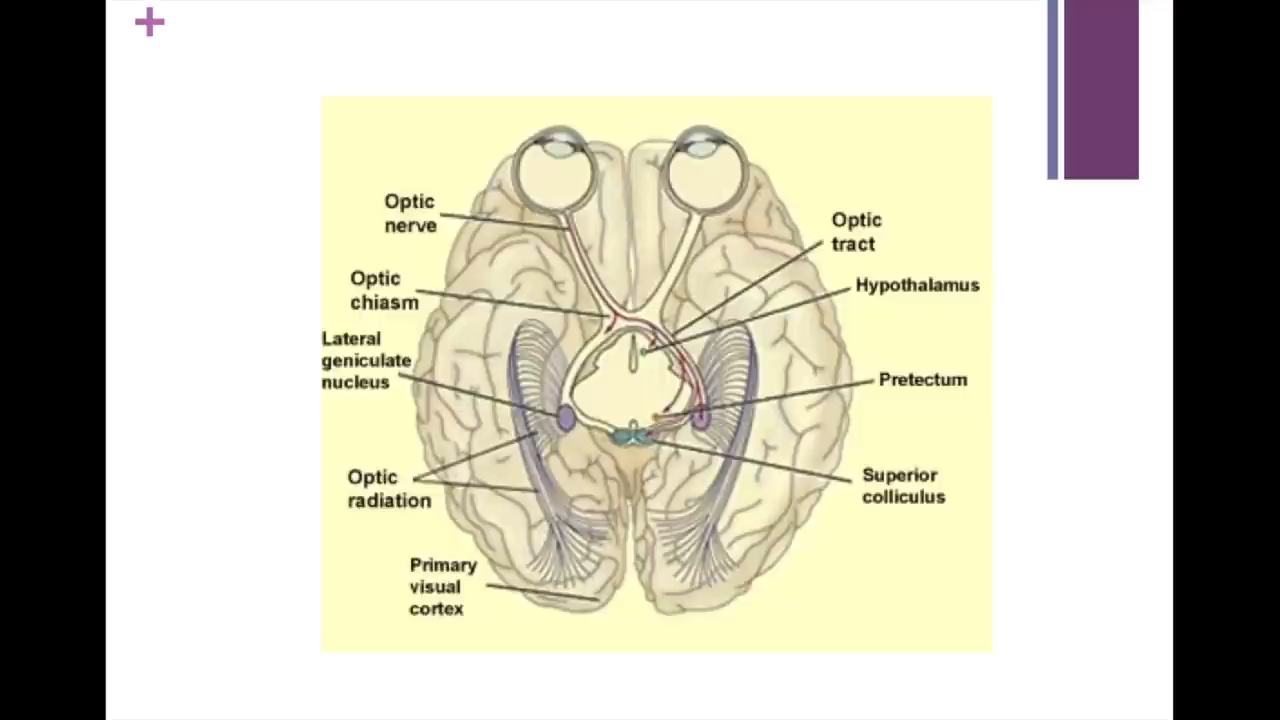 +
Optic
nerve
Optic
chiasm
Lateral
geniculate
nucleus
Optic
radiation
Primary
visual
cortex
Optic
tract
Hypothalamus
Pretectum
Superior
colliculus